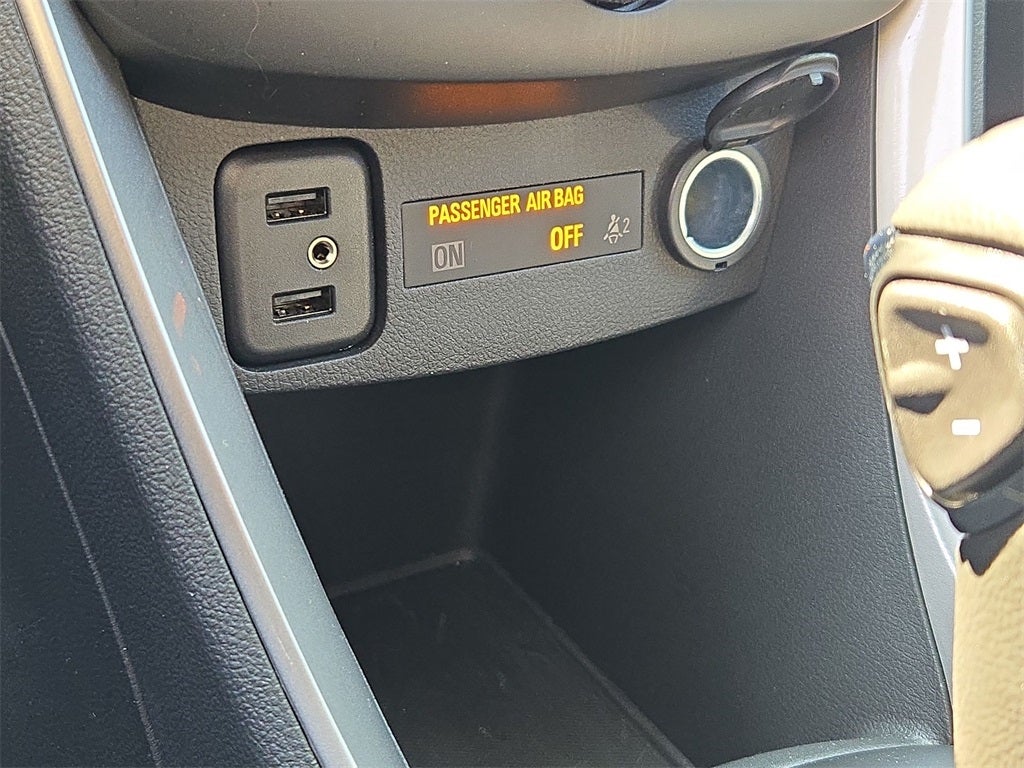 PASSENGER AIR BAG
ON OFF 2
+
-